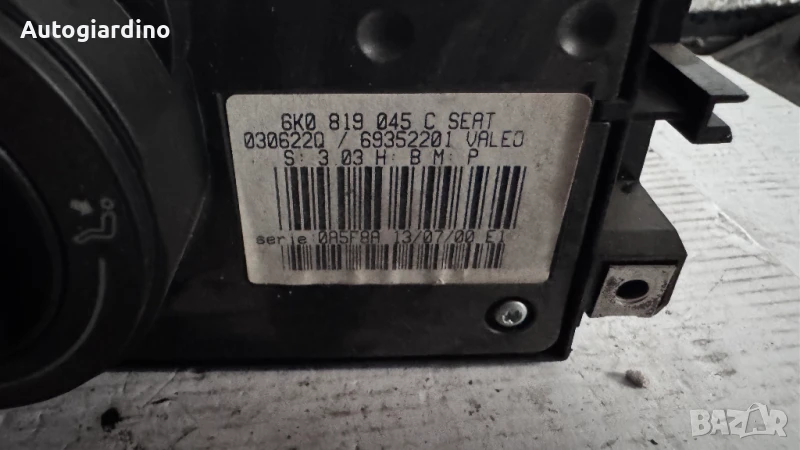 Autogiardino
6K0 819 045 C SEAT
030622Q / 69352201 VALEO
S: 3 03 H: B M: P
serie 0A5F8A 13/07/00 E1
BAZAR